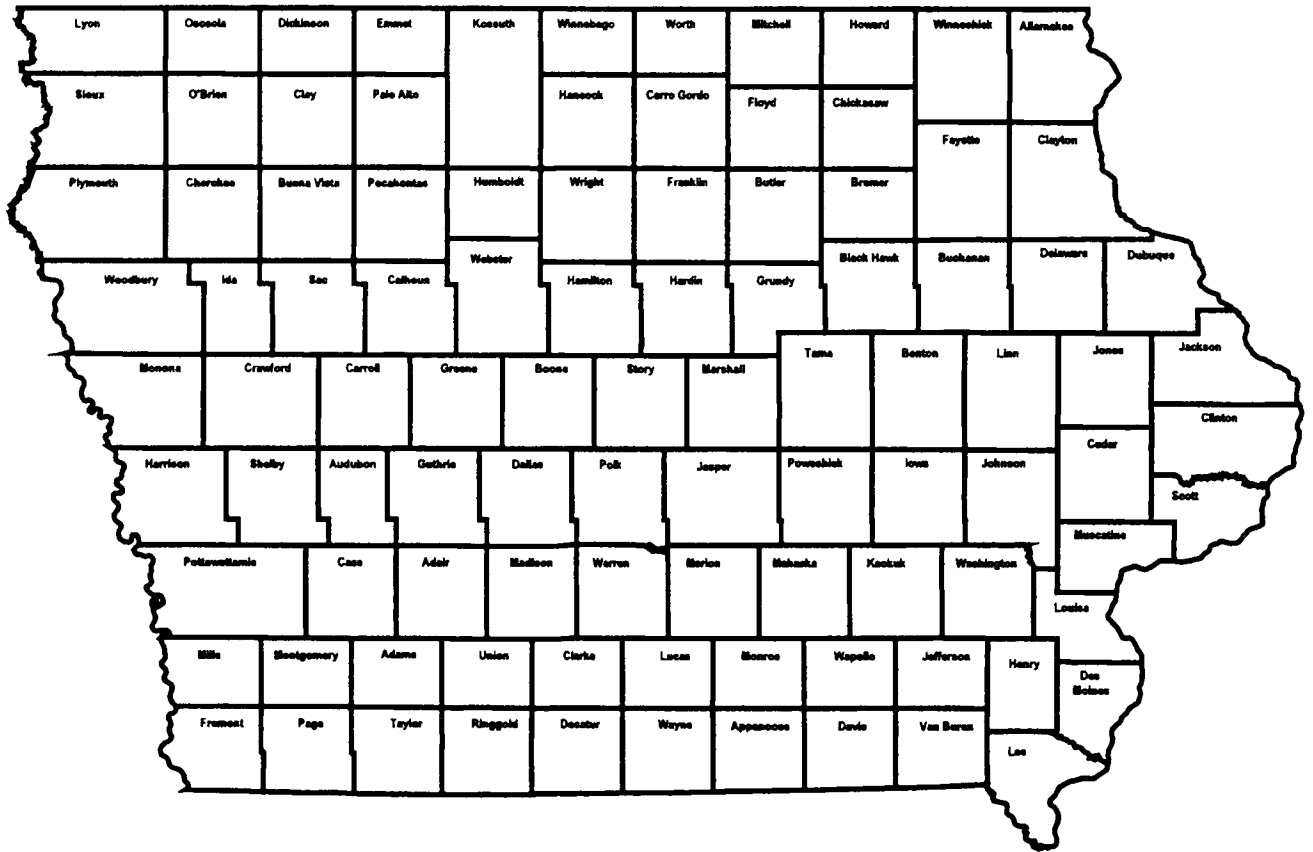 Lyon Osceola Dickinson Emmet Kossuth Winnebago Worth Mitchell Howard Winneshiek Allamakee
Sioux O'Brien Clay Palo Alto Hancock Cerro Gordo Floyd Chickasaw
Fayette Clayton
Plymouth Cherokee Buena Vista Pocahontas Humboldt Wright Franklin Butler Bremer
Webster Black Hawk Buchanan Delaware Dubuque
Woodbury Ida Sac Calhoun Hamilton Hardin Grundy
Tama Benton Linn Jones Jackson
Monona Crawford Carroll Greene Boone Story Marshall
Clinton
Cedar
Harrison Shelby Audubon Guthrie Dallas Polk Jasper Poweshiek Iowa Johnson
Scott
Muscatine
Pottawattamie Cass Adair Madison Warren Marion Mahaska Keokuk Washington
Louisa
Mills Montgomery Adams Union Clarke Lucas Monroe Wapello Jefferson Henry
Des
Moines
Fremont Page Taylor Ringgold Decatur Wayne Appanoose Davis Van Buren
Lee